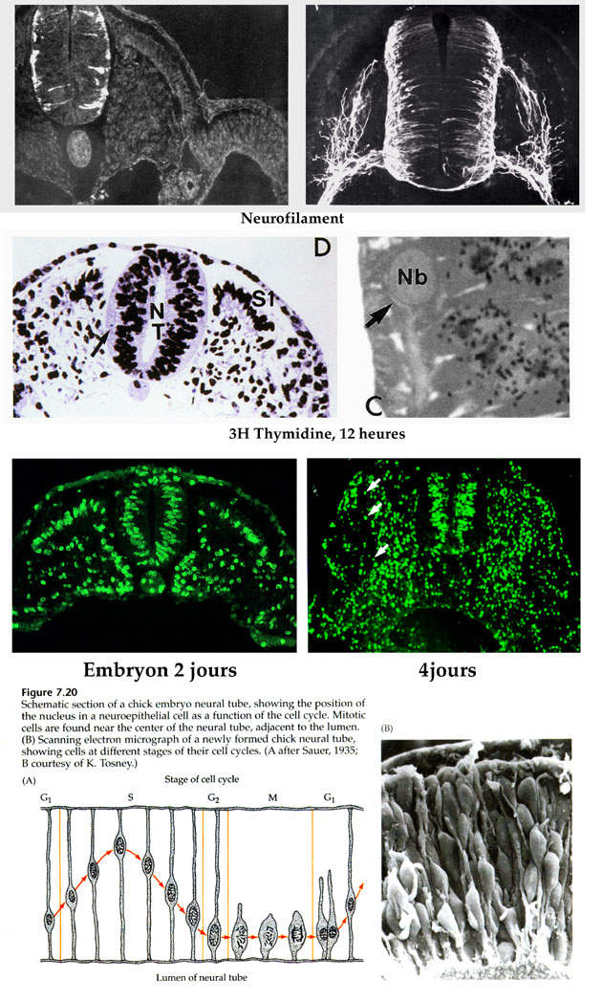 Neurofilament
D
N
T
S1
Nb
C
3H Thymidine, 12 heures
Embryon 2 jours
4jours
Figure 7.20
Schematic section of a chick embryo neural tube, showing the position of
the nucleus in a neuroepithelial cell as a function of the cell cycle. Mitotic
cells are found near the center of the neural tube, adjacent to the lumen.
(B) Scanning electron micrograph of a newly formed chick neural tube,
showing cells at different stages of their cell cycles. (A after Sauer, 1935;
B courtesy of K. Tosney.)
(A)
Stage of cell cycle
G1 S G2 M G1
Lumen of neural tube
(B)